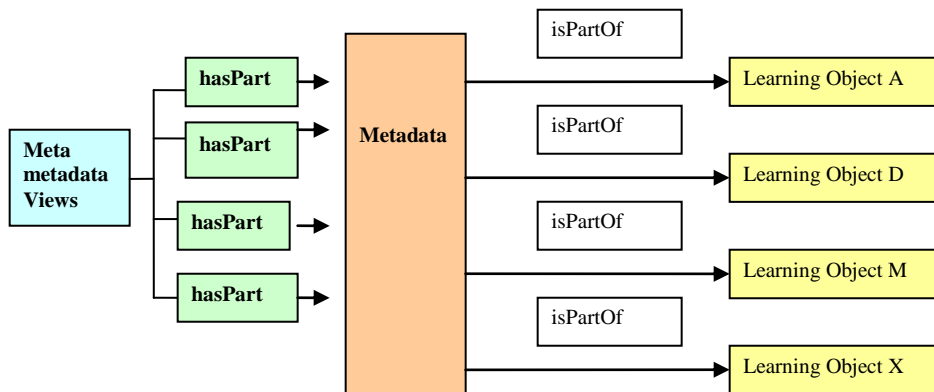 Meta
metadata
Views
hasPart
hasPart
hasPart
hasPart
Metadata
isPartOf
Learning Object A
isPartOf
Learning Object D
isPartOf
Learning Object M
isPartOf
Learning Object X